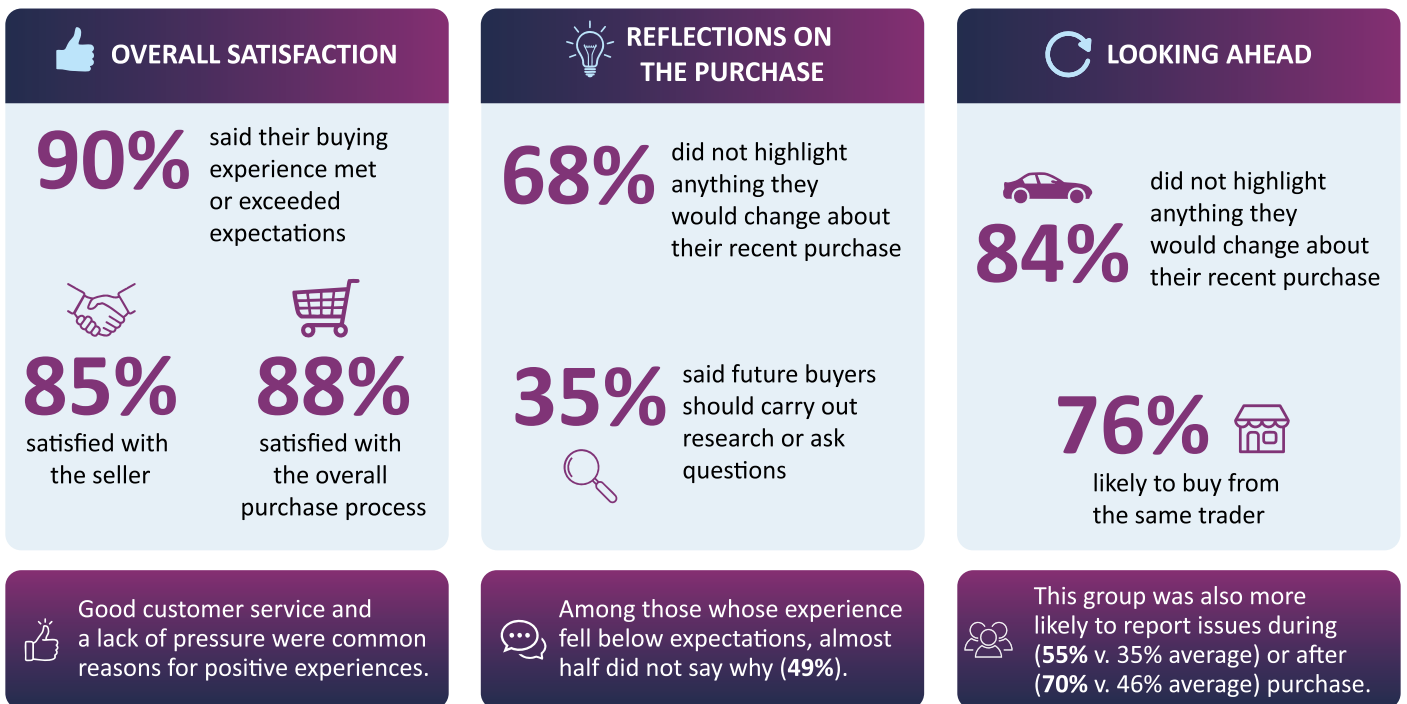 OVERALL SATISFACTION
90%
said their buying
experience met
or exceeded
expectations
85%
satisfied with
the seller
88%
satisfied with
the overall
purchase process
Good customer service and
a lack of pressure were common
reasons for positive experiences.
REFLECTIONS ON
THE PURCHASE
68%
did not highlight
anything they
would change about
their recent purchase
35%
said future buyers
should carry out
research or ask
questions
Among those whose experience
fell below expectations, almost
half did not say why (49%).
LOOKING AHEAD
84%
did not highlight
anything they
would change about
their recent purchase
76%
likely to buy from
the same trader
This group was also more
likely to report issues during
(55% v. 35% average) or after
(70% v. 46% average) purchase.